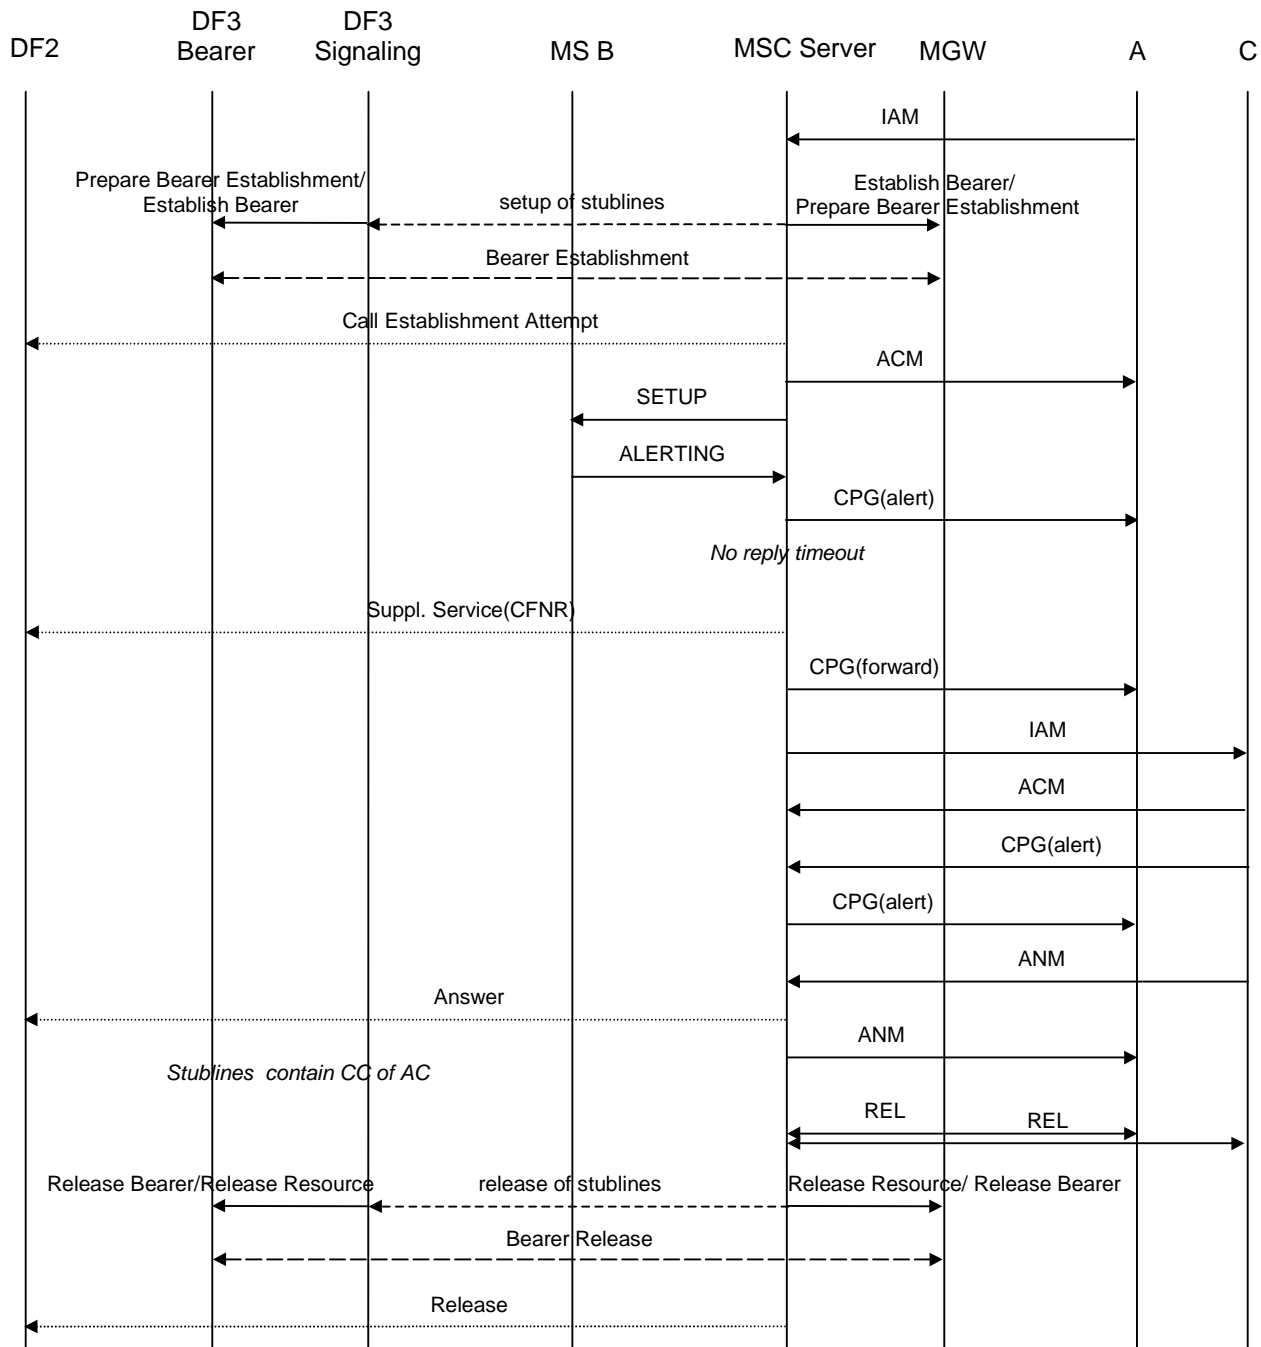 DF2
DF3
Bearer
DF3
Signaling
MS B
MSC Server
MGW
A
C
IAM
Prepare Bearer Establishment/
Establish Bearer
setup of stublines
Establish Bearer/
Prepare Bearer Establishment
Bearer Establishment
Call Establishment Attempt
ACM
SETUP
ALERTING
CPG(alert)
No reply timeout
Suppl. Service(CFNR)
CPG(forward)
IAM
ACM
CPG(alert)
CPG(alert)
ANM
Answer
ANM
Stublines contain CC of AC
REL
REL
Release Bearer/Release Resource
release of stublines
Release Resource/ Release Bearer
Bearer Release
Release